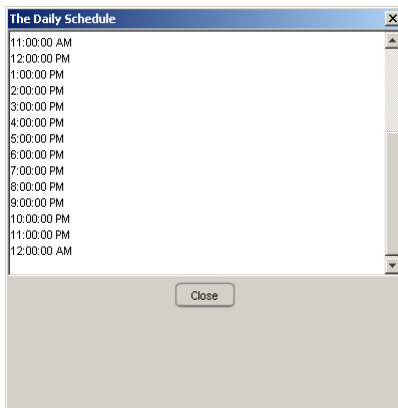 The Daily Schedule
11:00:00 AM
12:00:00 PM
1:00:00 PM
2:00:00 PM
3:00:00 PM
4:00:00 PM
5:00:00 PM
6:00:00 PM
7:00:00 PM
8:00:00 PM
9:00:00 PM
10:00:00 PM
11:00:00 PM
12:00:00 AM
Close